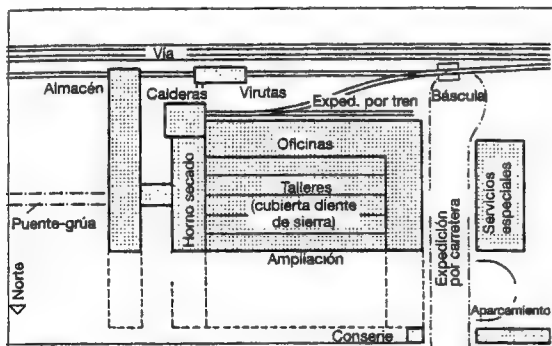 Vía
Almacén
Calderas
Virutas
Exped. por tren
Báscula
Oficinas
Horno secado
Talleres
(cubierta diente
de sierra)
Puente-grúa
Expedición
por carretera
Servicios
especiales
Ampliación
Norte
Aparcamiento
Conserje